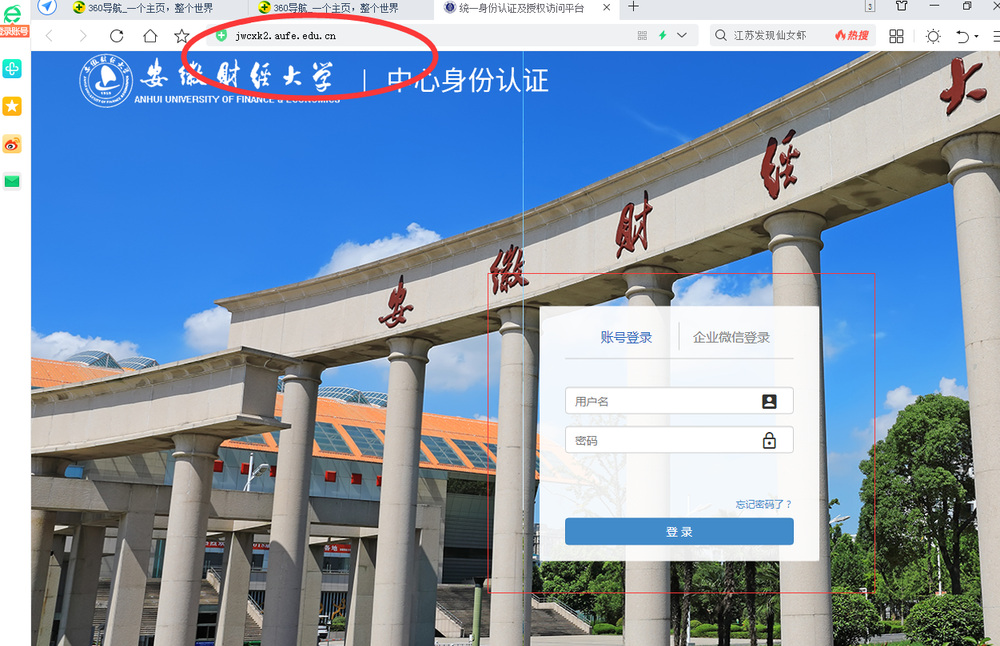 360导航_一个主页，整个世界
360导航_一个主页，整个世界
统一身份认证及授权访问平台
3
登录账号
jwcxk2.aufe.edu.cn
江苏发现仙女虾
热搜
安徽财经大学
ANHUI UNIVERSITY OF FINANCE & ECONOMICS
中心身份认证
安徽财经大
账号登录
企业微信登录
用户名
密码
忘记密码了？
登 录